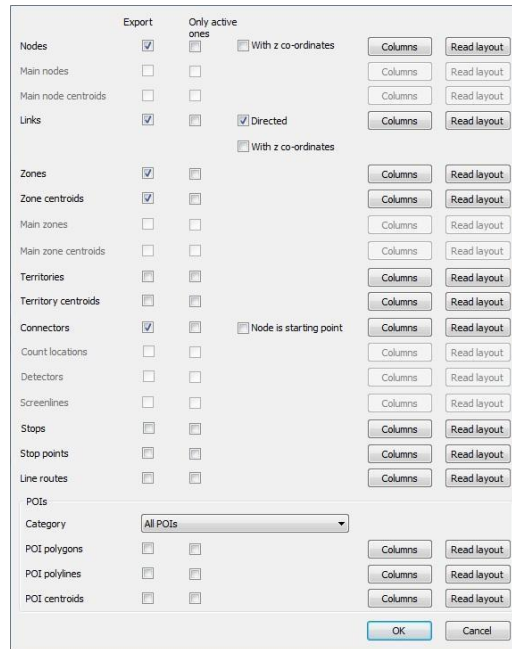 Export Only active ones
Nodes With z co-ordinates Columns Read layout
Main nodes Columns Read layout
Main node centroids Columns Read layout
Links Directed Columns Read layout
With z co-ordinates
Zones Columns Read layout
Zone centroids Columns Read layout
Main zones Columns Read layout
Main zone centroids Columns Read layout
Territories Columns Read layout
Territory centroids Columns Read layout
Connectors Node is starting point Columns Read layout
Count locations Columns Read layout
Detectors Columns Read layout
Screenlines Columns Read layout
Stops Columns Read layout
Stop points Columns Read layout
Line routes Columns Read layout
POIs
Category All POIs
POI polygons Columns Read layout
POI polylines Columns Read layout
POI centroids Columns Read layout
OK Cancel